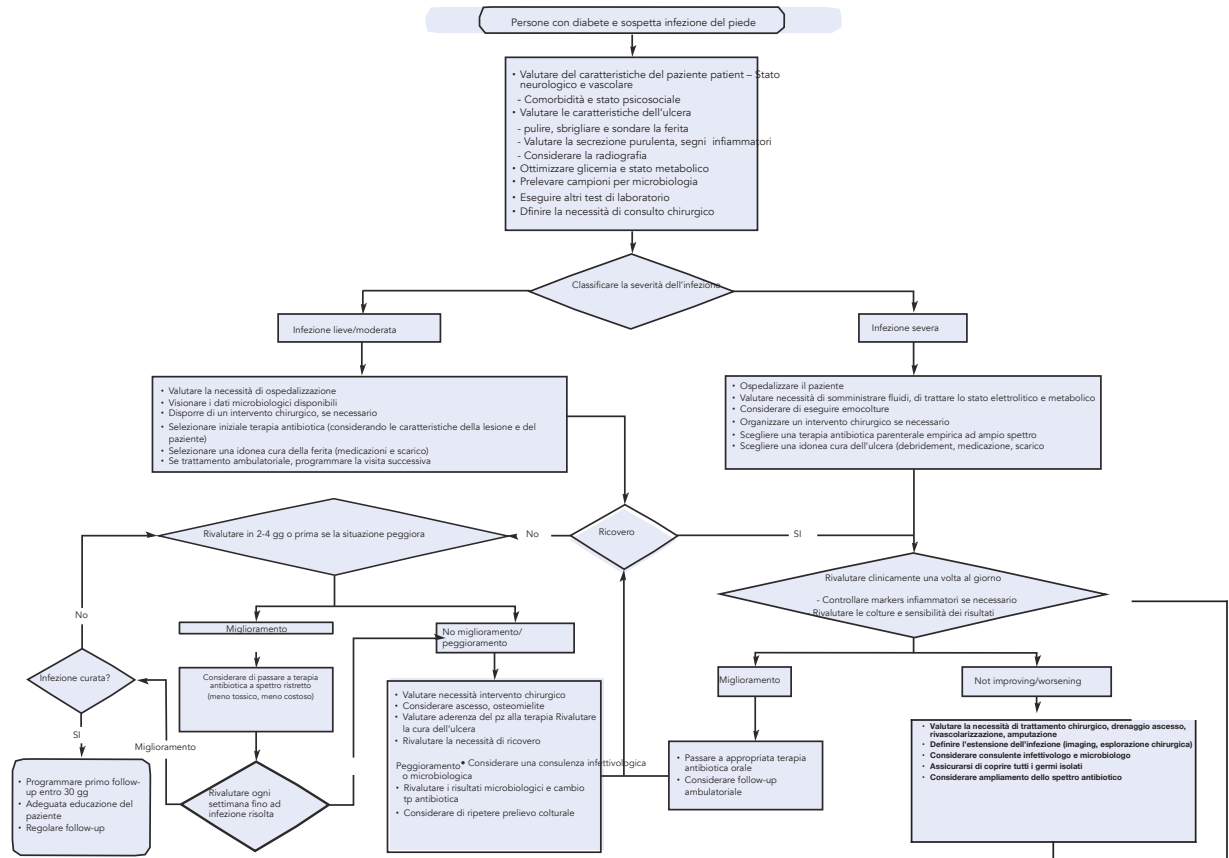 Persone con diabete e sospetta infezione del piede
• Valutare del caratteristiche del paziente patient – Stato
neurologico e vascolare
- Comorbidità e stato psicosociale
• Valutare le caratteristiche dell'ulcera
- pulire, sbrigliare e sondare la ferita
- Valutare la secrezione purulenta, segni infiammatori
- Considerare la radiografia
• Ottimizzare glicemia e stato metabolico
• Prelevare campioni per microbiologia
• Eseguire altri test di laboratorio
• Dfinire la necessità di consulto chirurgico
Classificare la severità dell'infezione
Infezione lieve/moderata
Infezione severa
• Valutare la necessità di ospedalizzazione
• Visionare i dati microbiologici disponibili
• Disporre di un intervento chirurgico, se necessario
• Selezionare iniziale terapia antibiotica (considerando le caratteristiche della lesione e del
paziente)
• Selezionare una idonea cura della ferita (medicazioni e scarico)
• Se trattamento ambulatoriale, programmare la visita successiva
• Ospedalizzare il paziente
• Valutare necessità di somministrare fluidi, di trattare lo stato elettrolitico e metabolico
• Considerare di eseguire emocolture
• Organizzare un intervento chirurgico se necessario
• Scegliere una terapia antibiotica parenterale empirica ad ampio spettro
• Scegliere una idonea cura dell'ulcera (debridement, medicazione, scarico
Rivalutare in 2-4 gg o prima se la situazione peggiora
No
Ricovero
SI
Rivalutare clinicamente una volta al giorno
- Controllare markers infiammatori se necessario
- Rivalutare le colture e sensibilità dei risultati
No
Miglioramento
No miglioramento/
peggioramento
Infezione curata?
Considerare di passare a terapia
antibiotica a spettro ristretto
(meno tossico, meno costoso)
Miglioramento
Not improving/worsening
SI
Miglioramento
• Valutare necessità intervento chirurgico
• Considerare ascesso, osteomielite
• Valutare aderenza del pz alla terapia Rivalutare
la cura dell'ulcera
• Rivalutare la necessità di ricovero
Peggioramento • Considerare una consulenza infettivologica
o microbiologica
• Rivalutare i risultati microbiologici e cambio
tp antibiotica
• Considerare di ripetere prelievo colturale
• Passare a appropriata terapia
antibiotica orale
• Considerare follow-up
ambulatoriale
• Valutare la necessità di trattamento chirurgico, drenaggio ascesso,
rivascolarizzazione, amputazione
• Definire l'estensione dell'infezione (imaging, esplorazione chirurgica)
• Considerare consulente infettivologo e microbiologo
• Assicurarsi di coprire tutti i germi isolati
• Considerare ampliamento dello spettro antibiotico
• Programmare primo follow-
up entro 30 gg
• Adeguata educazione del
paziente
• Regolare follow-up
Rivalutare ogni
settimana fino ad
infezione risolta